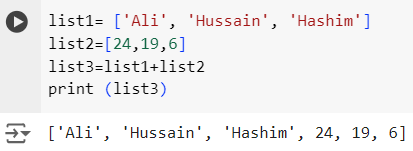 list1= ['Ali', 'Hussain', 'Hashim']
list2=[24,19,6]
list3=list1+list2
print (list3)
['Ali', 'Hussain', 'Hashim', 24, 19, 6]